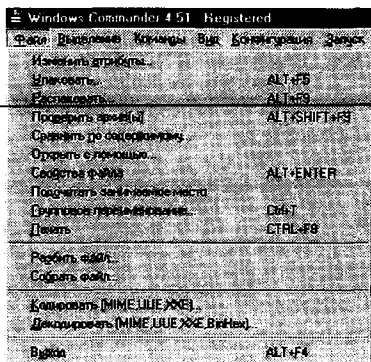 Windows Commander 4.51 Registered
Файл Выделение Команды Вид Конфигурация Запуск
Изменить атрибуты...
Упаковать... ALT+F5
Распаковать... ALT+F9
Проверить архив(ы) ALT+SHIFT+F9
Сравнить по содержимому...
Открыть с помощью...
Свойства файла ALT+ENTER
Подсчитать занимаемое место
Групповое переименование... Ctrl+T
Печать CTRL+F9
Разбить файл...
Собрать файл...
Кодировать (MIME,UUE,XXE)...
Декодировать (MIME,UUE,XXE,BinHex)...
Выход ALT+F4